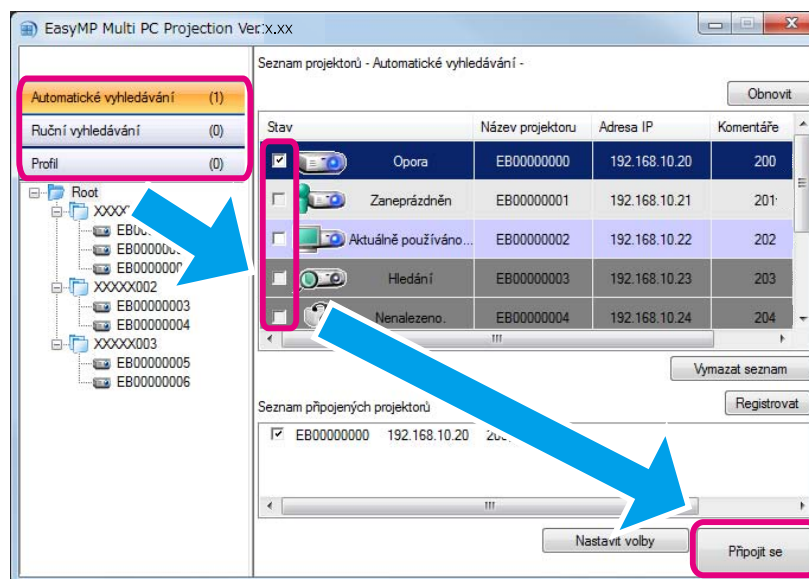 EasyMP Multi PC Projection Ver.x.xx
Automatické vyhledávání (1)
Ruční vyhledávání (0)
Profil (0)
Root
XXXXX002
EB00000003
EB00000004
XXXXX003
EB00000005
EB00000006
Seznam projektorů - Automatické vyhledávání -
Obnovit
Stav Název projektoru Adresa IP Komentáře
Opora EB00000000 192.168.10.20 200
Zaneprázdněn EB00000001 192.168.10.21 201
Aktuálně používáno... EB00000002 192.168.10.22 202
Hledání EB00000003 192.168.10.23 203
Nenalezeno. EB00000004 192.168.10.24 204
Vymazat seznam
Seznam připojených projektorů
Registrovat
EB00000000 192.168.10.20
Nastavit volby
Připojit se